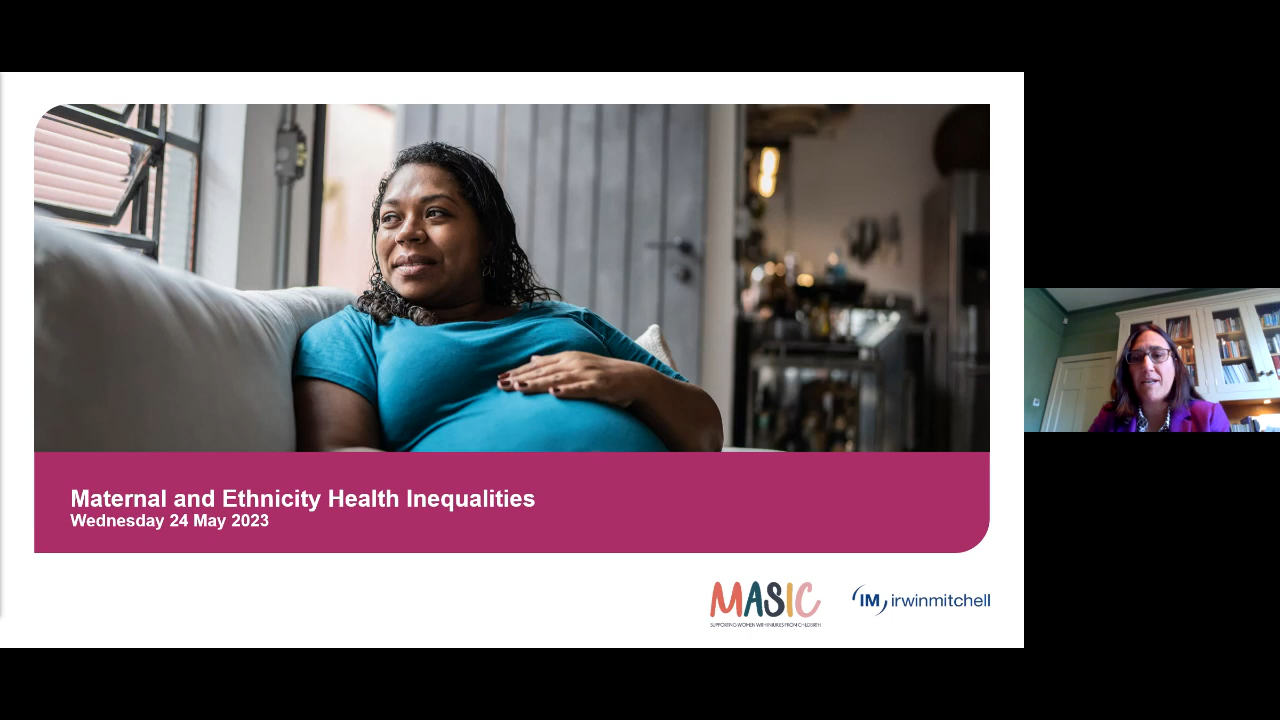 Maternal and Ethnicity Health Inequalities
Wednesday 24 May 2023
MASIC
SUPPORTING WOMEN WITH INJURIES FROM CHILDBIRTH
IM irwinmitchell